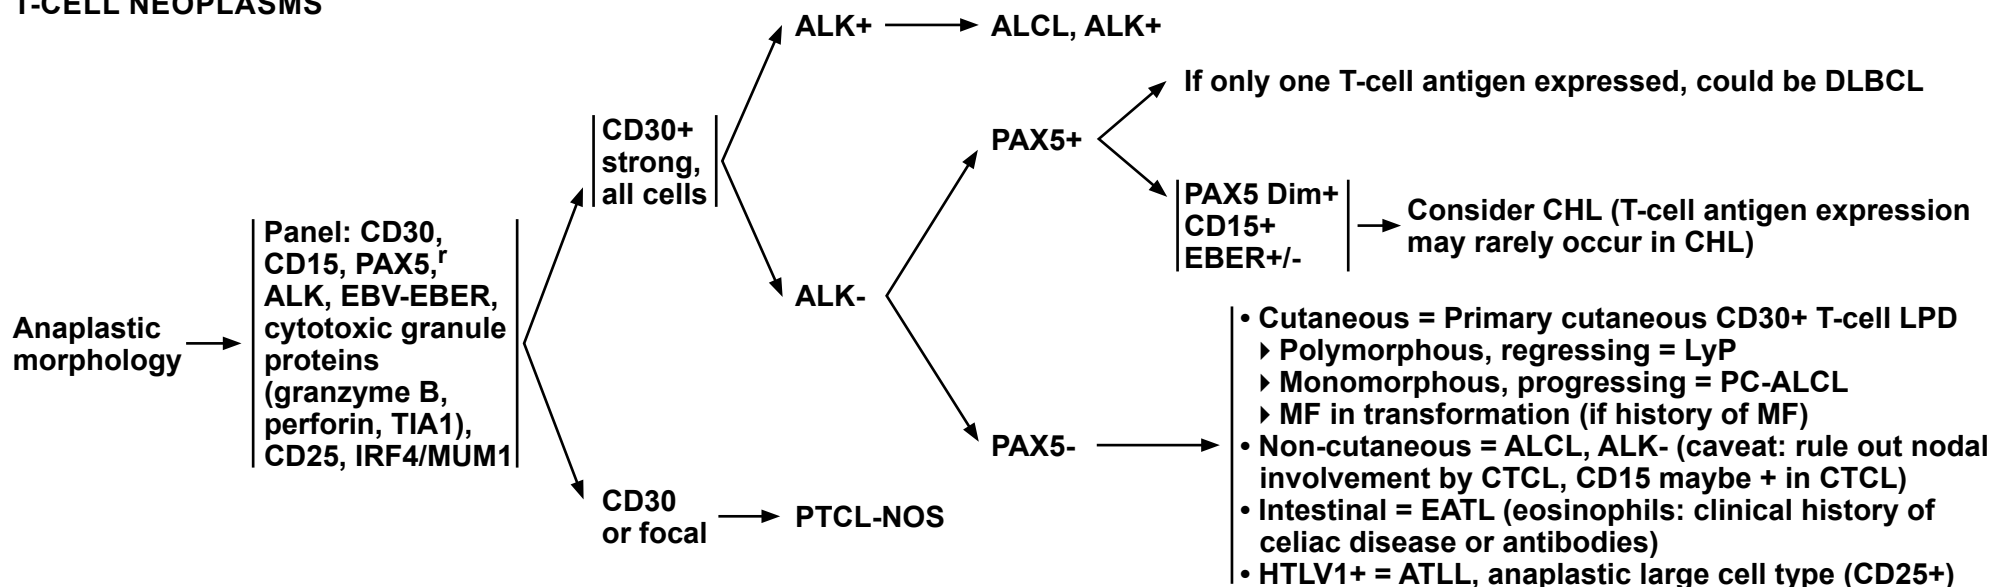 T-CELL NEOPLASMS
ALK+
ALCL, ALK+
If only one T-cell antigen expressed, could be DLBCL
CD30+
strong,
all cells
PAX5+
PAX5 Dim+
CD15+
EBER+/-
Consider CHL (T-cell antigen expression
may rarely occur in CHL)
Panel: CD30,
CD15, PAX5,r
ALK, EBV-EBER,
cytotoxic granule
proteins
(granzyme B,
perforin, TIA1),
CD25, IRF4/MUM1
Anaplastic
morphology
ALK-
PAX5-
• Cutaneous = Primary cutaneous CD30+ T-cell LPD
‣ Polymorphous, regressing = LyP
‣ Monomorphous, progressing = PC-ALCL
‣ MF in transformation (if history of MF)
• Non-cutaneous = ALCL, ALK- (caveat: rule out nodal
involvement by CTCL, CD15 maybe + in CTCL)
• Intestinal = EATL (eosinophils: clinical history of
celiac disease or antibodies)
• HTLV1+ = ATLL, anaplastic large cell type (CD25+)
CD30
or focal
PTCL-NOS